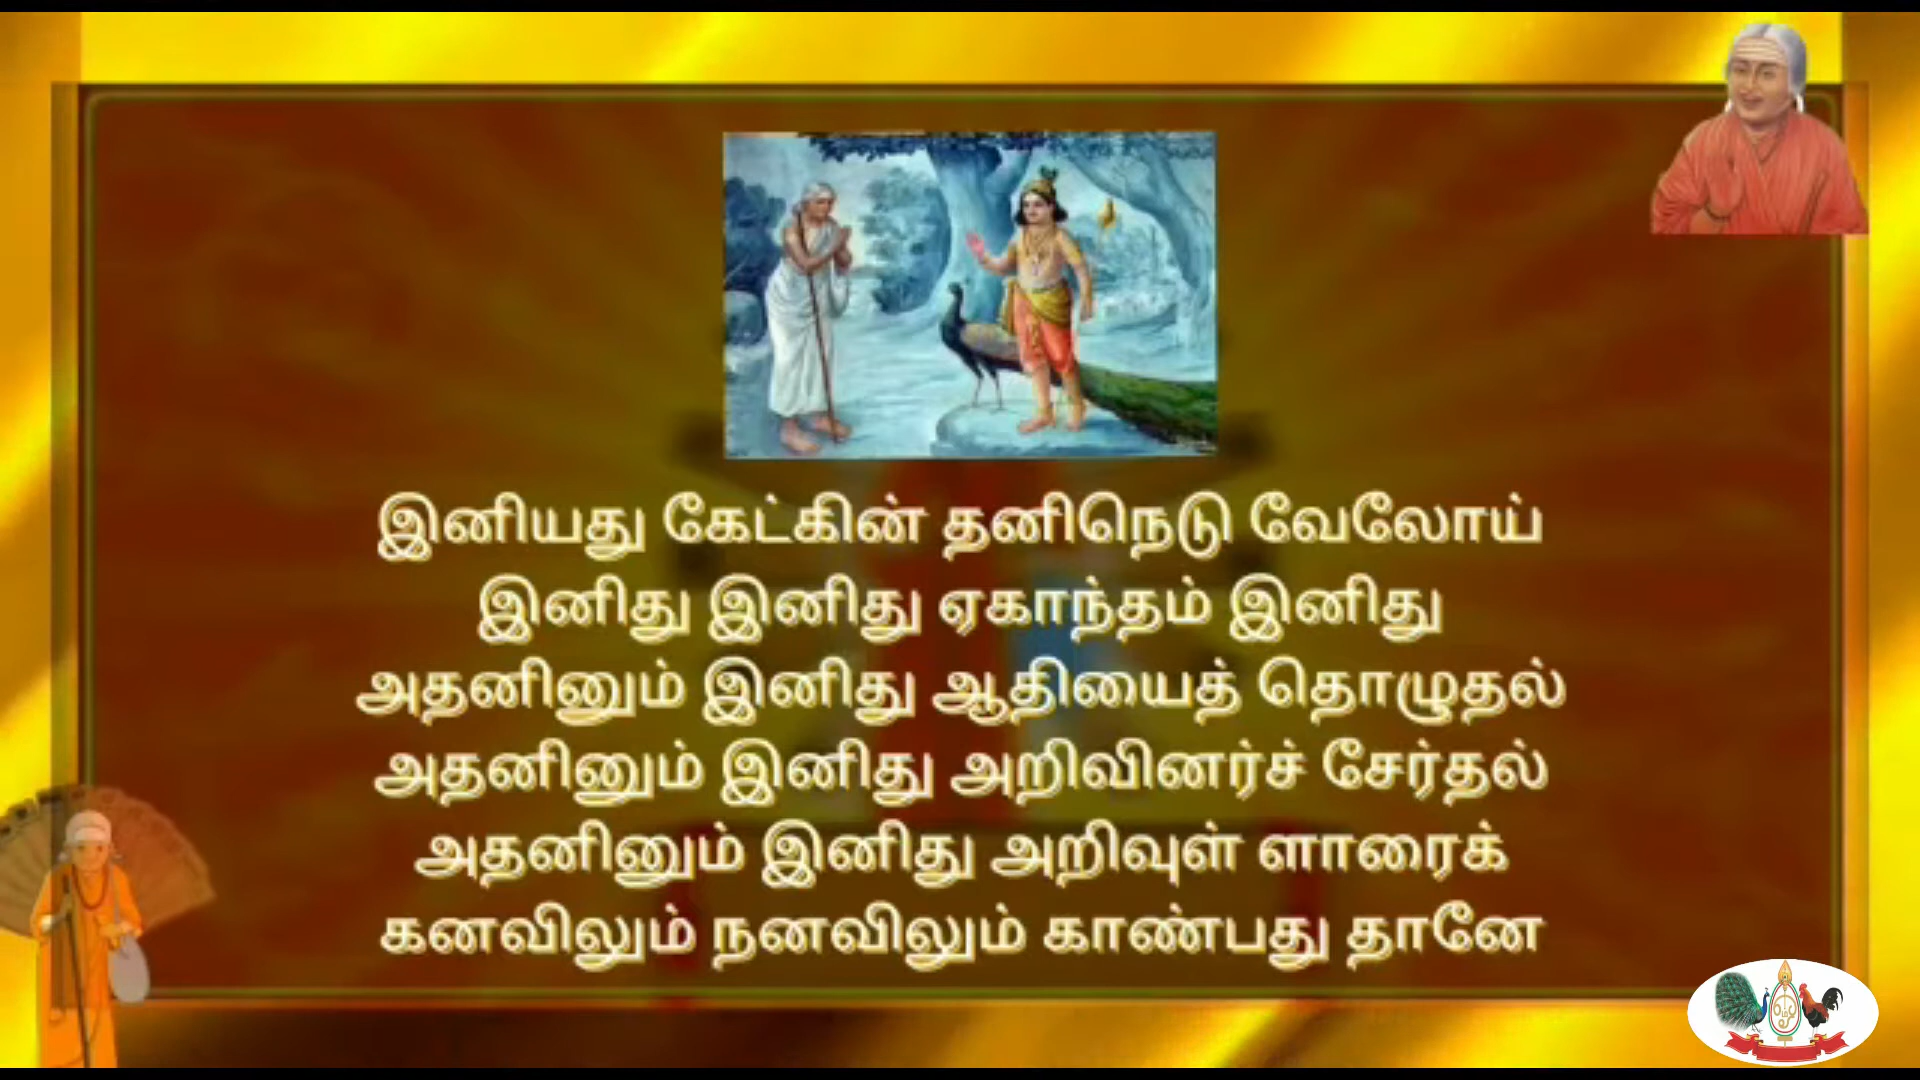 இனியது கேட்கின் தனிநெடு வேலோய்
இனிது இனிது ஏகாந்தம் இனிது
அதனினும் இனிது ஆதியைத் தொழுதல்
அதனினும் இனிது அறிவினர்ச் சேர்தல்
அதனினும் இனிது அறிவுள் ளாரைக்
கனவிலும் நனவிலும் காண்பது தானே